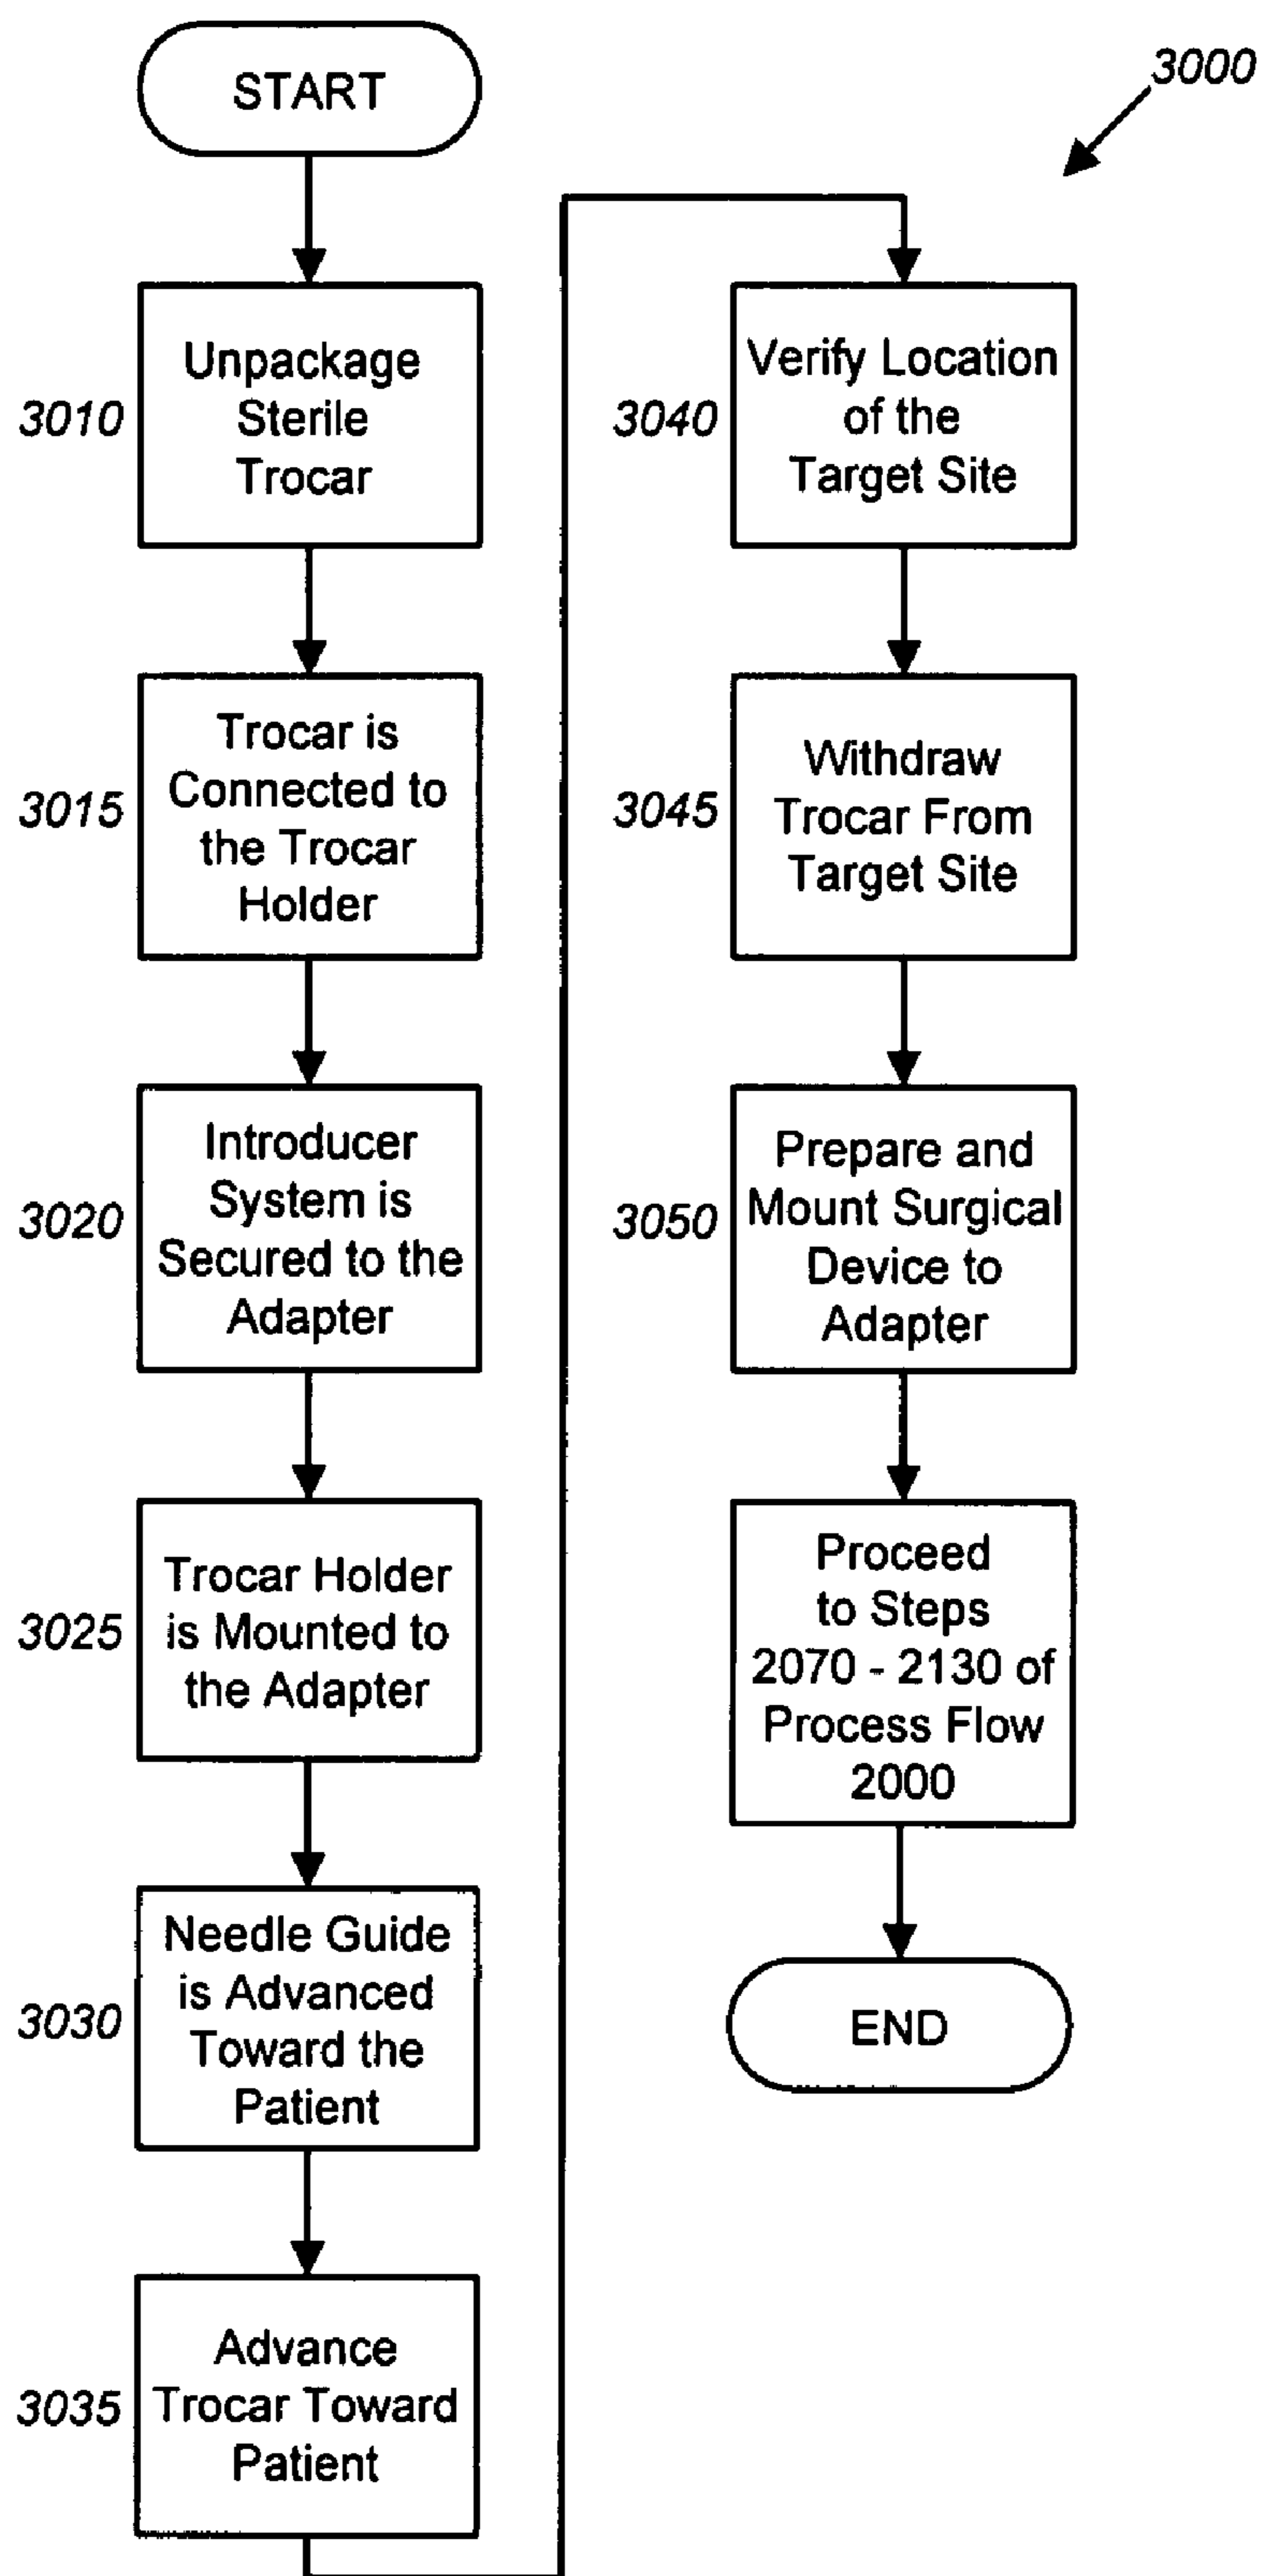 START
3000
3010
Unpackage
Sterile
Trocar
3015
Trocar is
Connected to
the Trocar
Holder
3020
Introducer
System is
Secured to the
Adapter
3025
Trocar Holder
is Mounted to
the Adapter
3030
Needle Guide
is Advanced
Toward the
Patient
3035
Advance
Trocar Toward
Patient
3040
Verify Location
of the
Target Site
3045
Withdraw
Trocar From
Target Site
3050
Prepare and
Mount Surgical
Device to
Adapter
Proceed
to Steps
2070 - 2130 of
Process Flow
2000
END